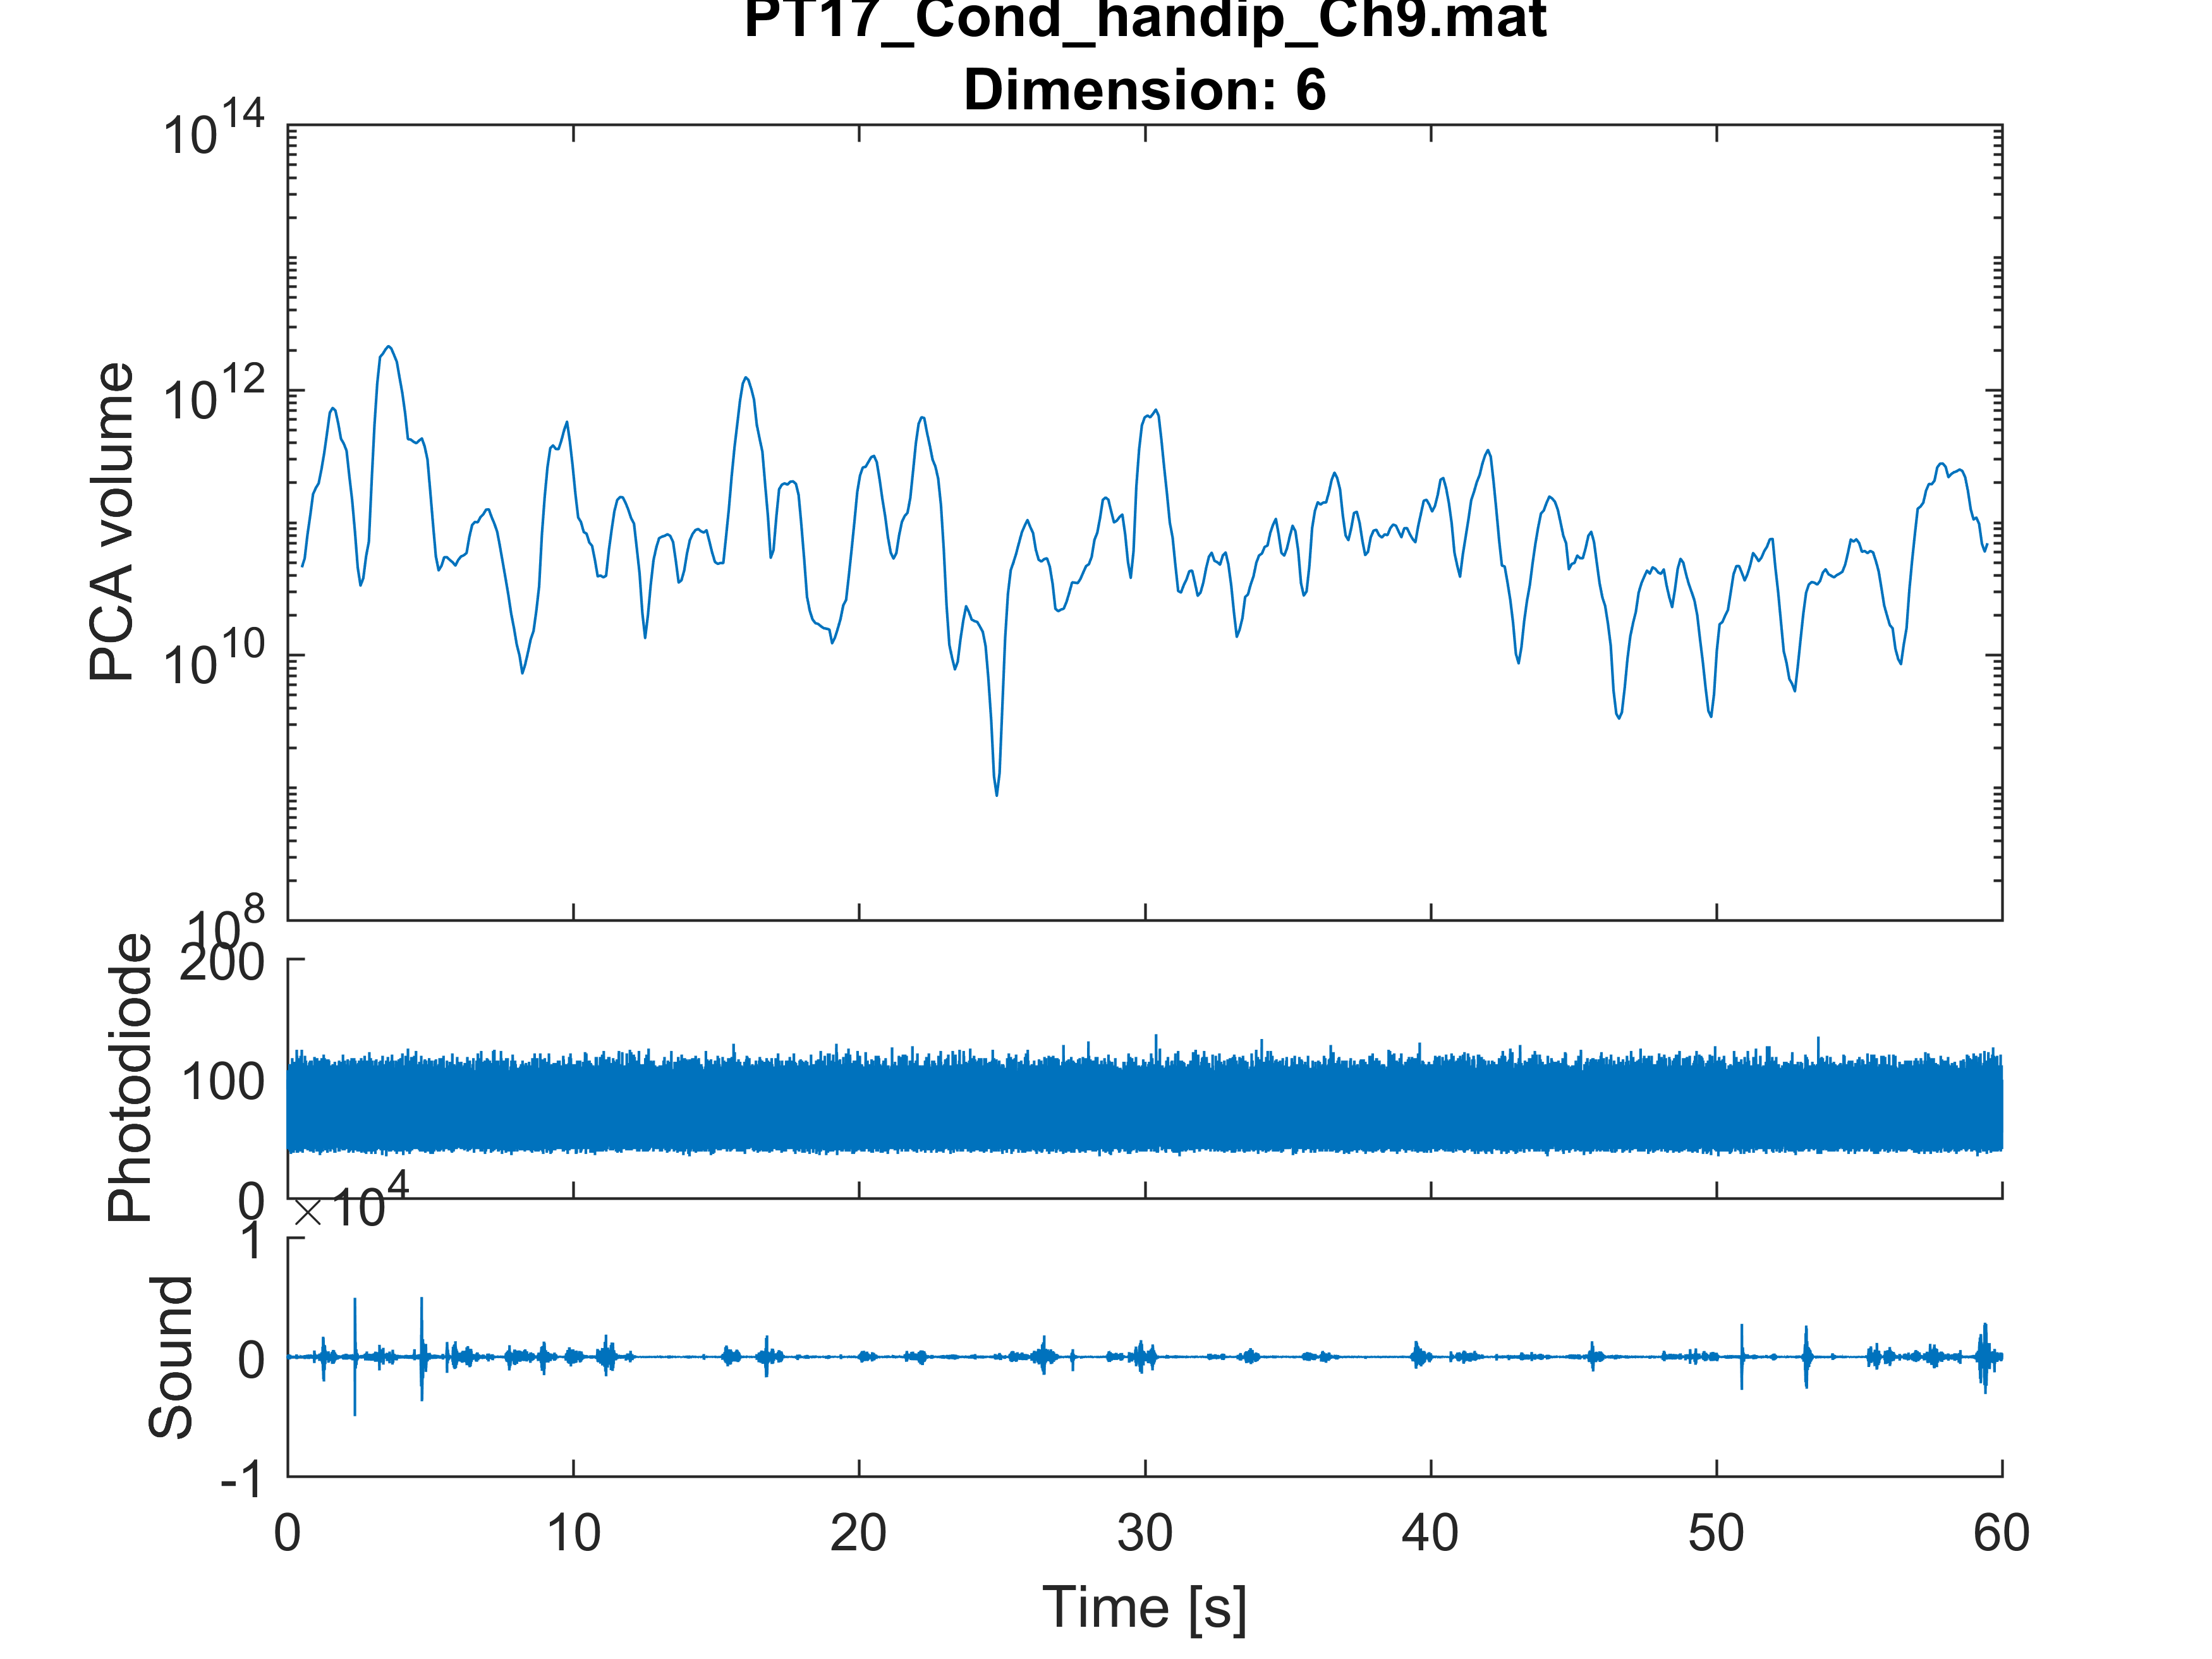 PT17_Cond_handip_Ch9.mat
Dimension: 6
10^14
10^12
10^10
10^8
PCA volume
200
100
0
Photodiode
×10^4
1
0
-1
Sound
0 10 20 30 40 50 60
Time [s]